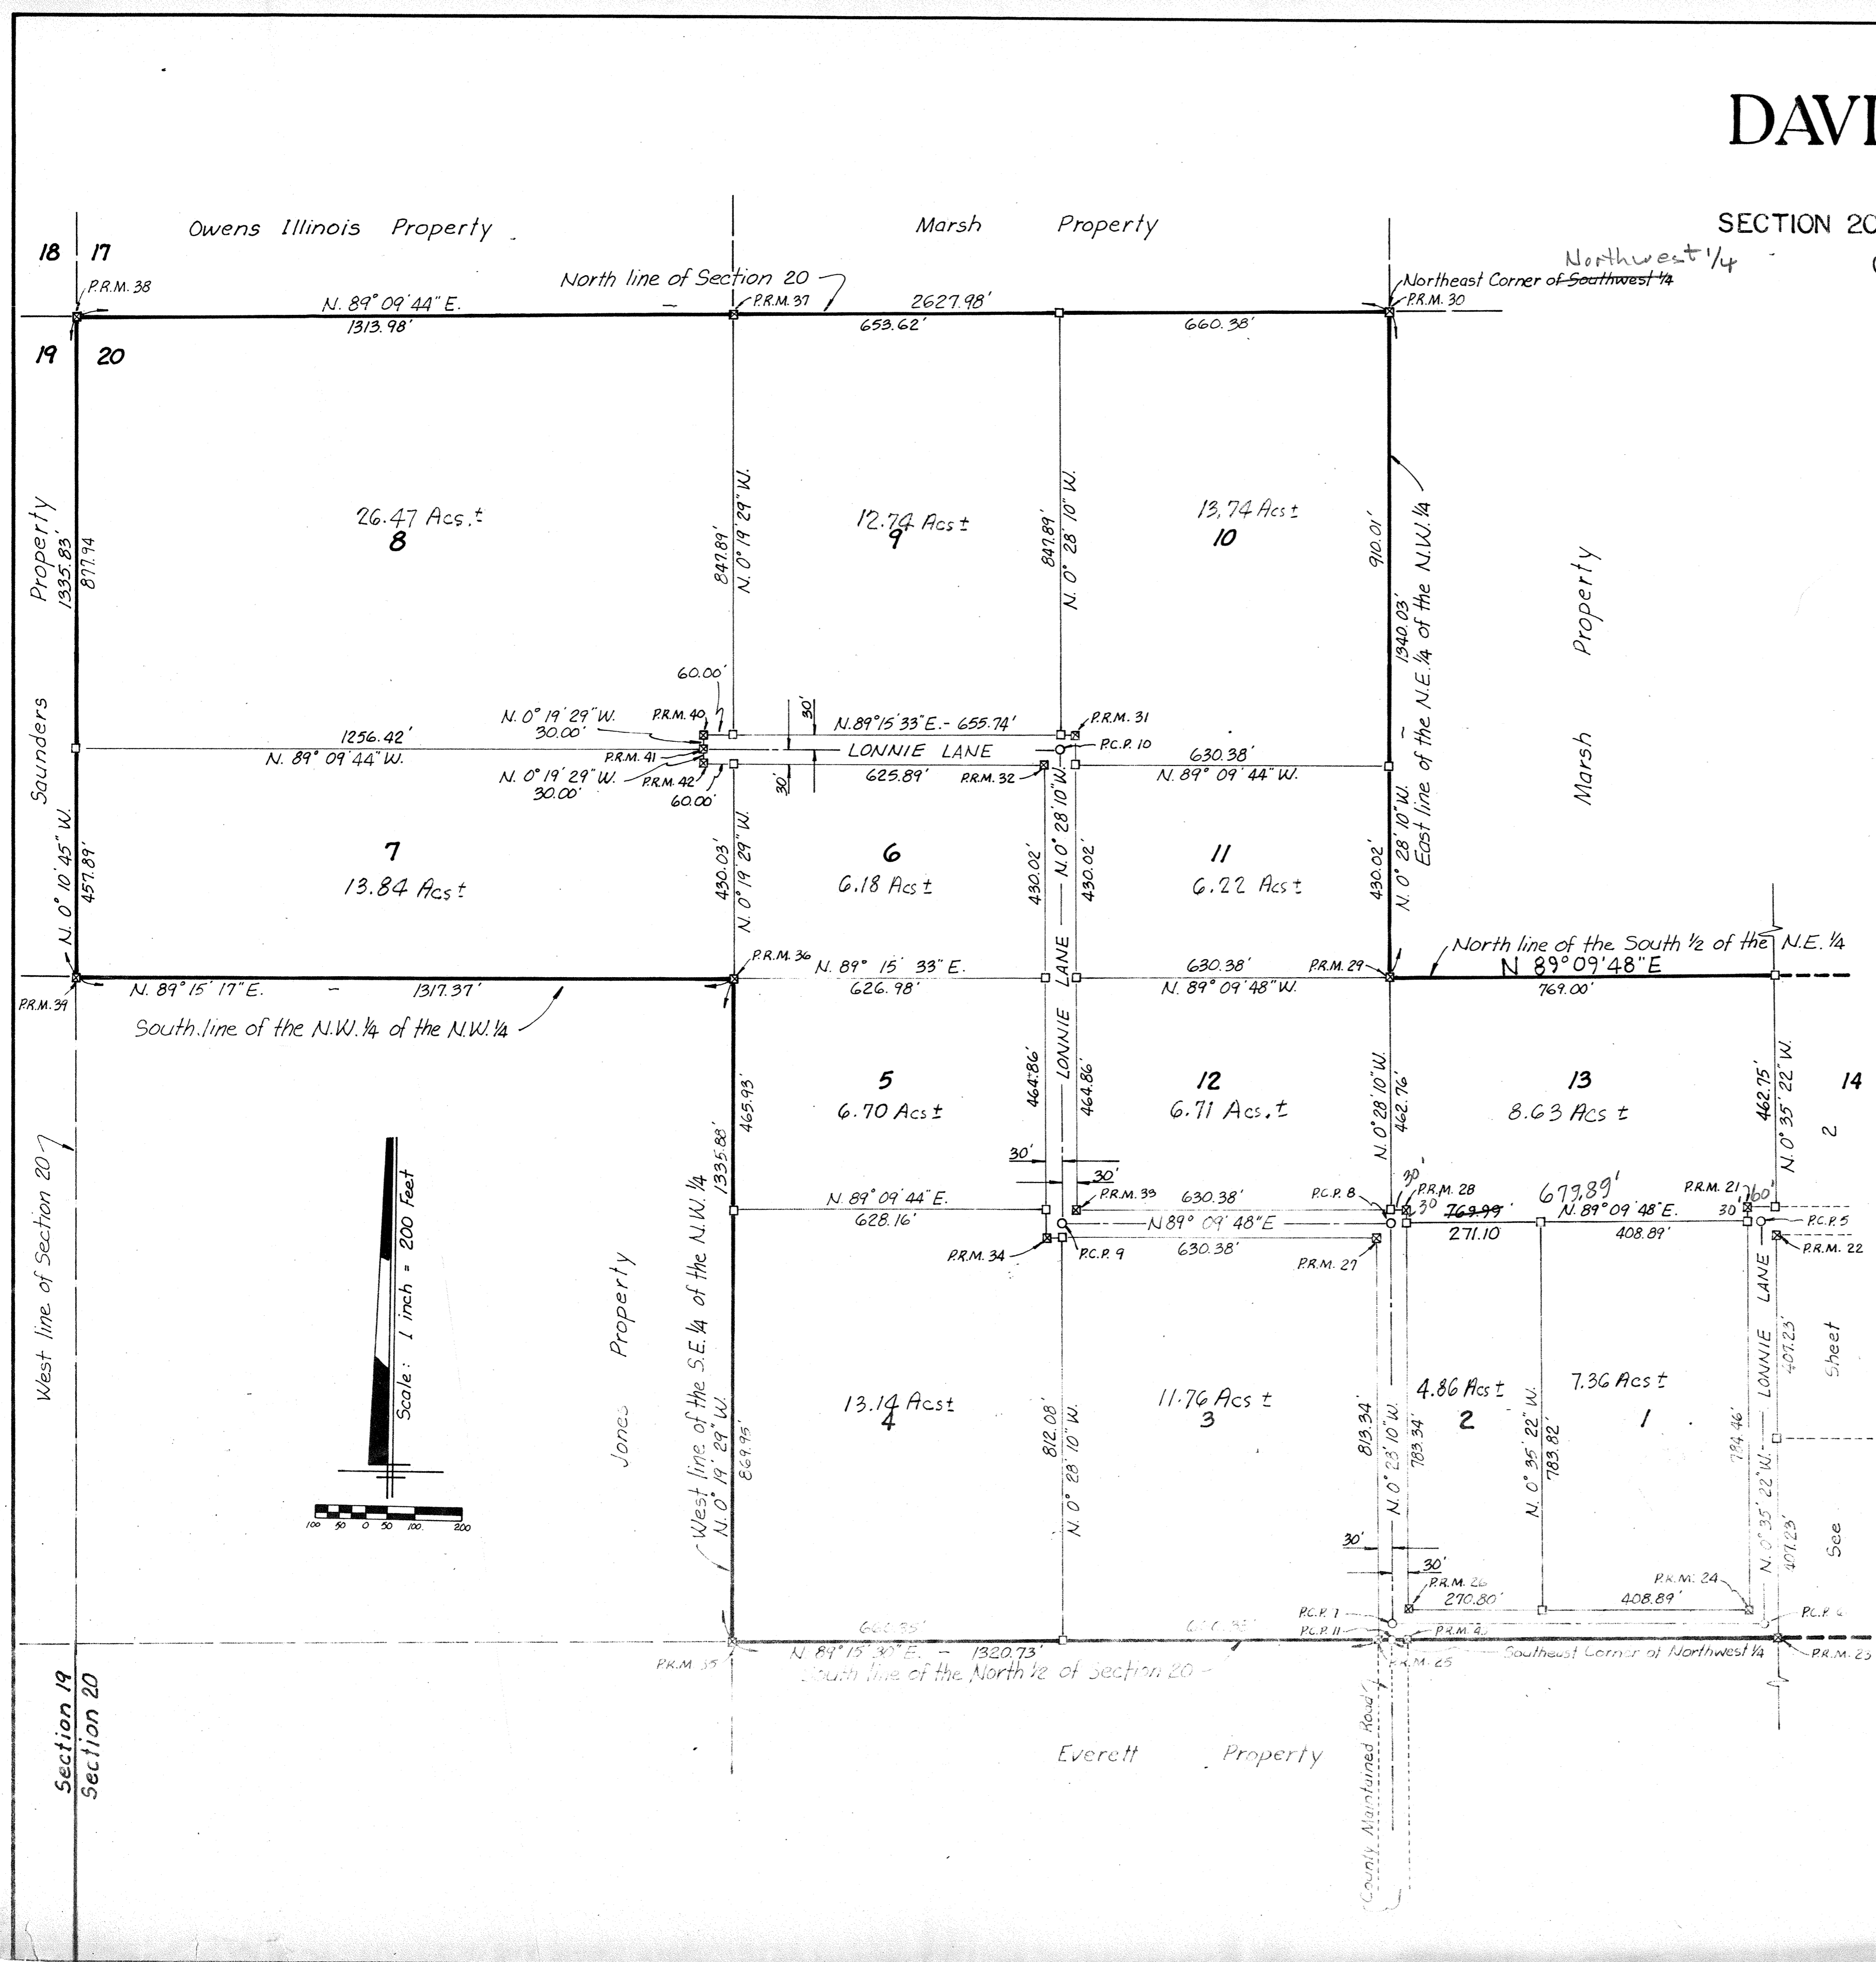 DAVI
SECTION 20
Northwest 1/4
Northeast Corner of Southwest 1/4
P.R.M. 30
Owens Illinois Property
Marsh Property
18 17
P.R.M. 38
North line of Section 20
N. 89° 09' 44" E.
P.R.M. 37
2627.98'
1313.98'
653.62'
660.38'
19 20
Saunders Property
1335.83'
877.94
N. 0° 10' 45" W.
457.89'
26.47 Acs.±
8
847.89'
N. 0° 19' 29" W.
12.74 Acs ±
9
847.89'
N. 0° 28' 10" W.
13.74 Acs ±
10
910.01'
1340.03'
N. 0° 28' 10" W.
East line of the N.E. 1/4 of the N.W. 1/4
Marsh Property
60.00'
N. 0° 19' 29" W.
30.00'
P.R.M. 40
30'
N. 89° 15' 33" E. - 655.74'
P.R.M. 31
1256.42'
N. 89° 09' 44" W.
P.R.M. 41
LONNIE LANE
P.C.P. 10
630.38'
N. 89° 09' 44" W.
N. 0° 19' 29" W.
30.00'
P.R.M. 42
60.00'
30'
625.89'
P.R.M. 32
7
13.84 Acs ±
430.03'
N. 0° 19' 29" W.
6
6.18 Acs ±
430.02'
LONNIE LANE N. 0° 28' 10" W.
430.02'
11
6.22 Acs ±
430.02'
P.R.M. 39
N. 89° 15' 17" E. - 1317.37'
South line of the N.W. 1/4 of the N.W. 1/4
P.R.M. 36
N. 89° 15' 33" E.
626.98'
630.38'
N. 89° 09' 48" W.
P.R.M. 29
North line of the South 1/2 of the N.E. 1/4
N 89° 09' 48" E
769.00'
West line of Section 20
Scale: 1 inch = 200 Feet
100 50 0 50 100. 200
Jones Property
West line of the S.E. 1/4 of the N.W. 1/4
N. 0° 19' 29" W.
1335.88'
465.93'
869.95'
5
6.70 Acs ±
464.86'
464.86'
12
6.71 Acs. ±
N. 0° 28' 10" W.
462.76'
13
8.63 Acs ±
462.75'
N. 0° 35' 22" W.
14
See Sheet 2
30'
30'
N. 89° 09' 44" E.
628.16'
P.R.M. 33
630.38'
P.C.P. 8
30'
P.R.M. 28
30'
769.99'
679.89'
P.R.M. 21
60'
30'
N. 89° 09' 48" E.
P.C.P. 5
N 89° 09' 48" E
271.10
408.89'
P.R.M. 22
P.R.M. 34
P.C.P. 9
630.38'
P.R.M. 27
13.14 Acs ±
4
812.08'
N. 0° 28' 10" W.
11.76 Acs ±
3
813.34'
N. 0° 23' 10" W.
783.34'
4.86 Acs ±
2
N. 0° 35' 22" W.
783.82'
7.36 Acs ±
1
784.46'
N. 0° 35' 22" W. LONNIE LANE
407.23'
407.23'
30'
30'
P.R.M. 26
270.80'
P.R.M. 24
408.89'
P.C.P. 7
P.C.P. 11
P.C.P.
P.R.M. 35
N 89° 15' 30" E. - 1320.73'
South line of the North 1/2 of Section 20
P.R.M. 25
Southeast Corner of Northwest 1/4
P.R.M. 23
Section 19
Section 20
Everett Property
County Maintained Road